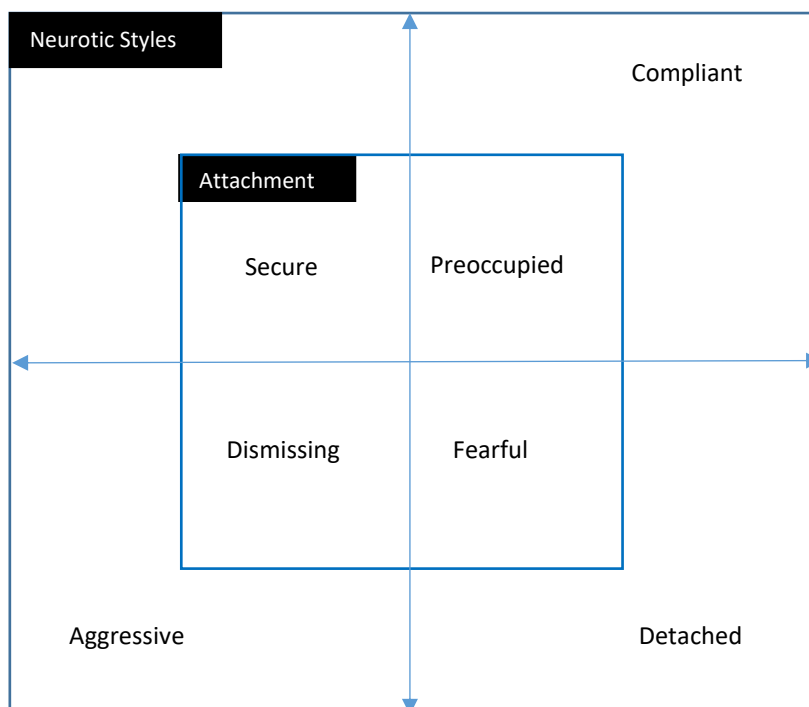 Neurotic Styles
Compliant
Attachment
Secure
Preoccupied
Dismissing
Fearful
Aggressive
Detached